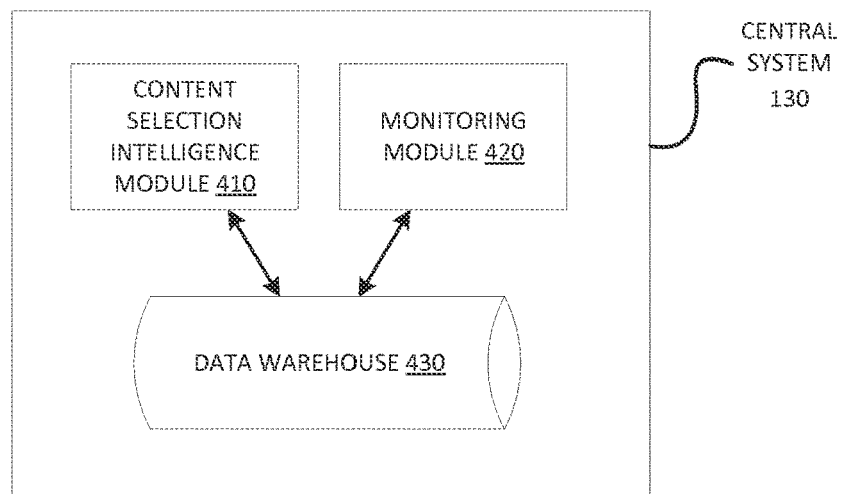 CENTRAL
SYSTEM
130
CONTENT
SELECTION
INTELLIGENCE
MODULE 410
MONITORING
MODULE 420
DATA WAREHOUSE 430